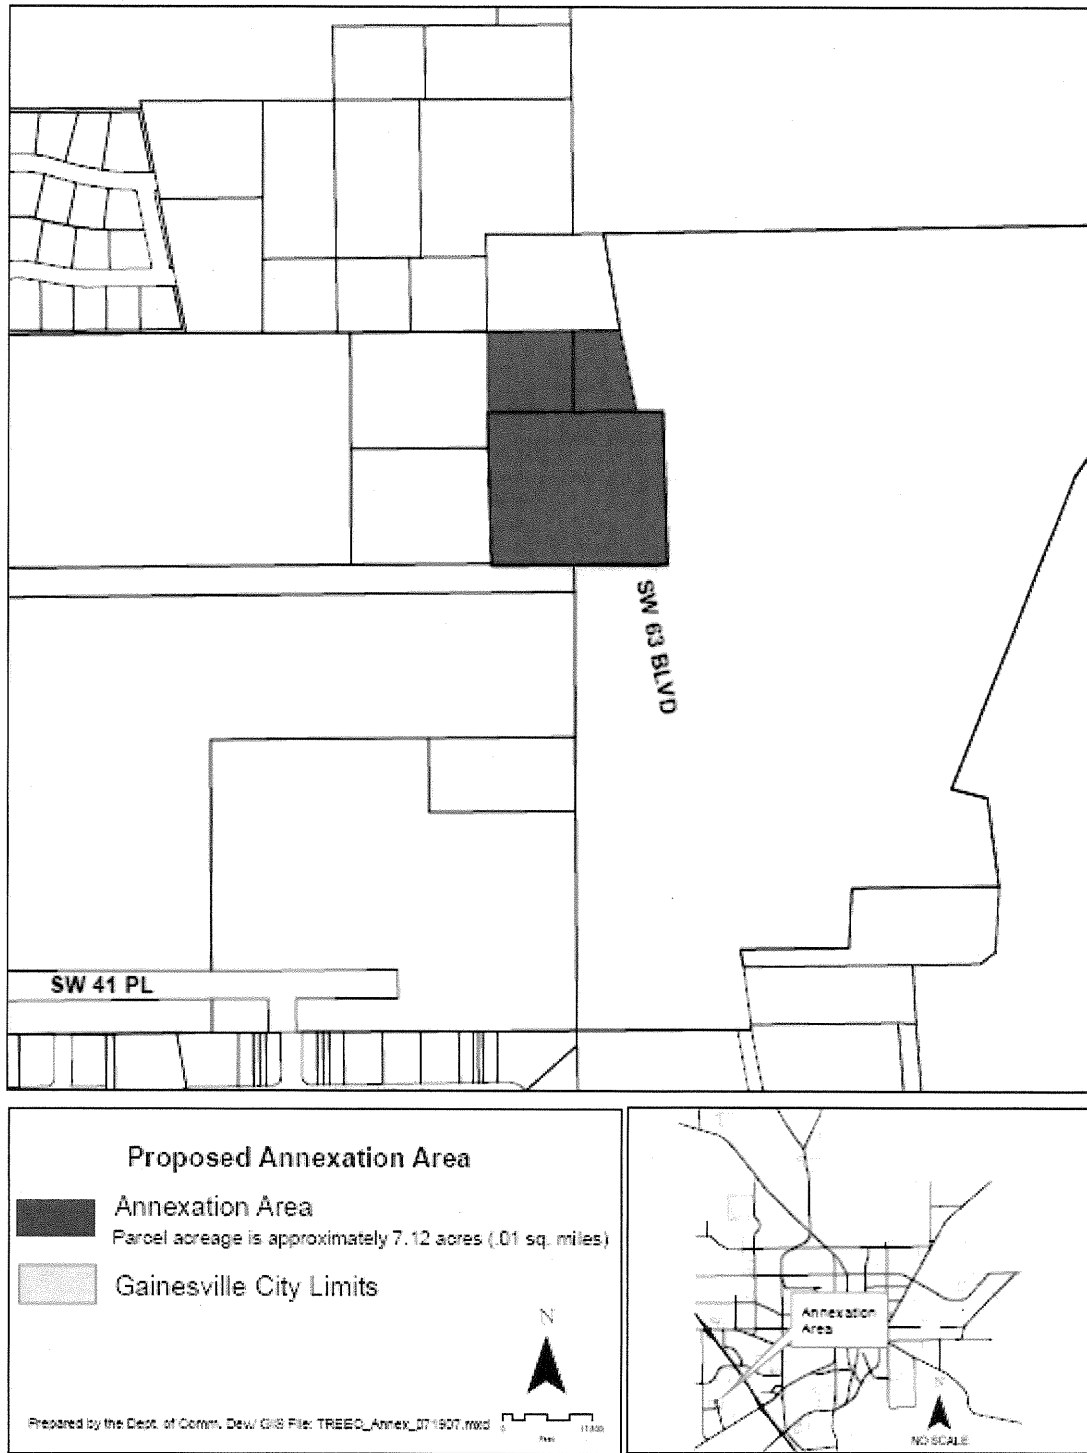 SW 63 BLVD
SW 41 PL
Proposed Annexation Area
Annexation Area
Parcel acreage is approximately 7.12 acres (.01 sq. miles)
Gainesville City Limits
N
Prepared by the Dept. of Comm. Dev./ GIS File: TREEO_Annex_071907.mxd
Feet
Annexation
Area
N
NO SCALE